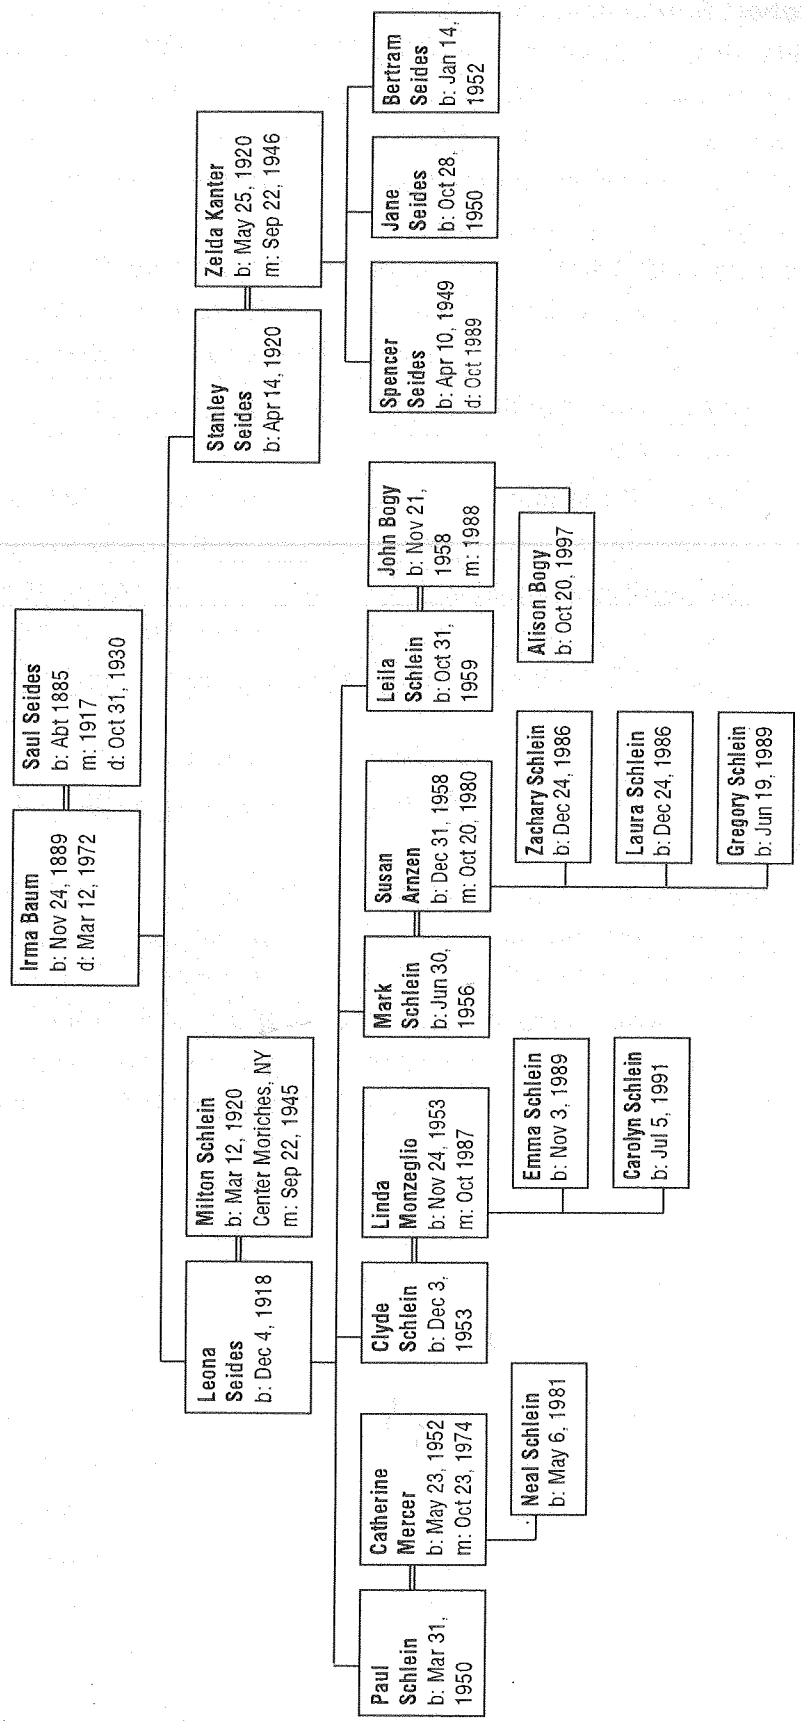 Irma Baum
b: Nov 24, 1889
d: Mar 12, 1972
Saul Seides
b: Abt 1885
m: 1917
d: Oct 31, 1930
Leona
Seides
b: Dec 4, 1918
Milton Schlein
b: Mar 12, 1920
Center Moriches, NY
m: Sep 22, 1945
Stanley
Seides
b: Apr 14, 1920
Zelda Kanter
b: May 25, 1920
m: Sep 22, 1946
Paul
Schlein
b: Mar 31,
1950
Catherine
Mercer
b: May 23, 1952
m: Oct 23, 1974
Clyde
Schlein
b: Dec 3,
1953
Linda
Monzeglio
b: Nov 24, 1953
m: Oct 1987
Mark
Schlein
b: Jun 30,
1956
Susan
Arnzen
b: Dec 31, 1958
m: Oct 20, 1980
Leila
Schlein
b: Oct 31,
1959
John Bogy
b: Nov 21,
1958
m: 1988
Spencer
Seides
b: Apr 10, 1949
d: Oct 1989
Jane
Seides
b: Oct 28,
1950
Bertram
Seides
b: Jan 14,
1952
Neal Schlein
b: May 6, 1981
Emma Schlein
b: Nov 3, 1989
Carolyn Schlein
b: Jul 5, 1991
Zachary Schlein
b: Dec 24, 1986
Laura Schlein
b: Dec 24, 1986
Gregory Schlein
b: Jun 19, 1989
Alison Bogy
b: Oct 20, 1997